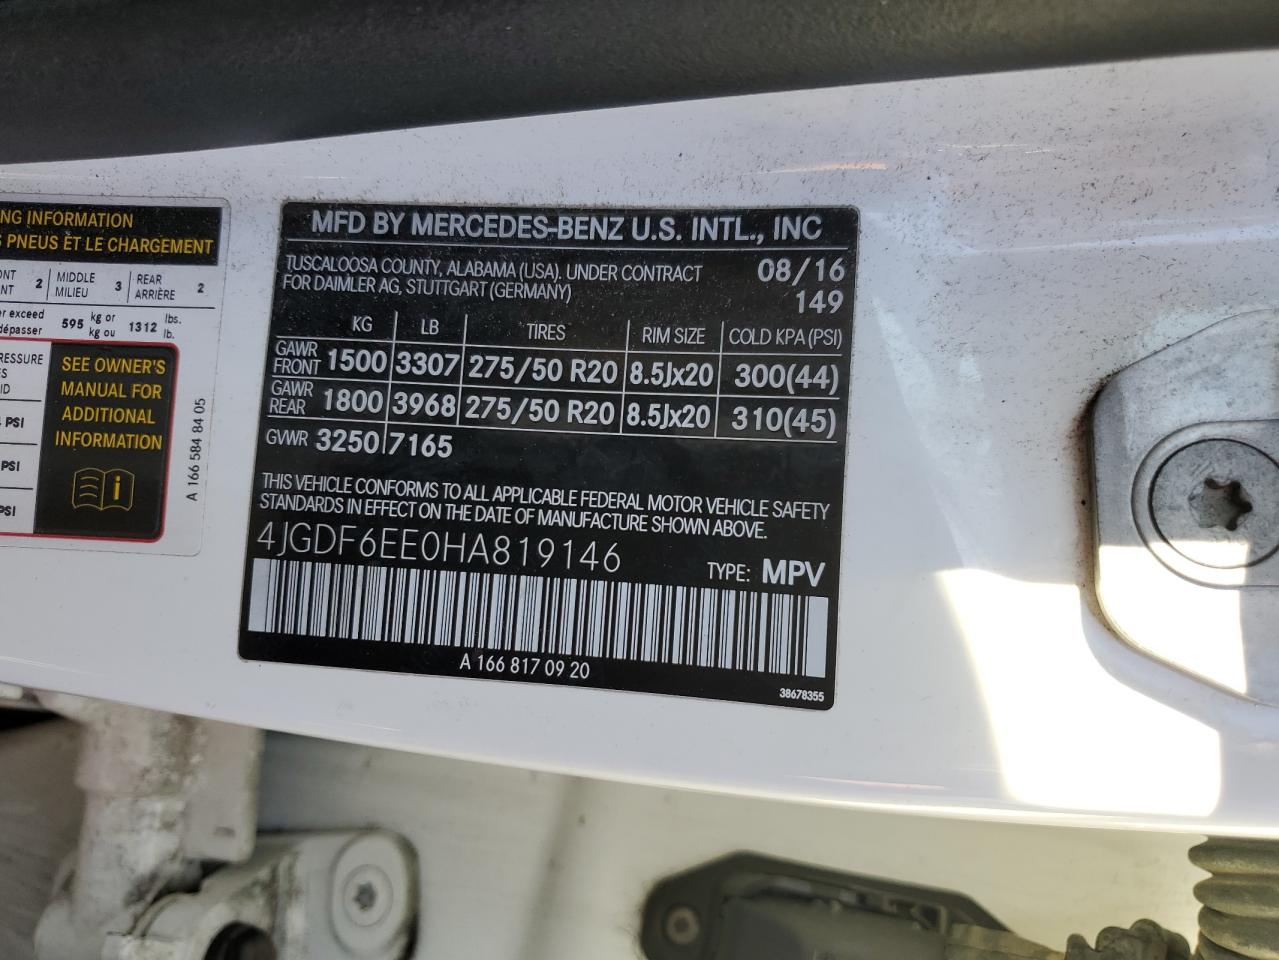 NG INFORMATION
PNEUS ET LE CHARGEMENT
NT 2 MIDDLE 3 REAR 2
NT MILIEU ARRIÈRE
er exceed 595 kg or 1312 lbs.
dépasser kg ou lb.
RESSURE
ES
ID
PSI
PSI
PSI
SEE OWNER'S
MANUAL FOR
ADDITIONAL
INFORMATION
i
A 166 584 84 05
MFD BY MERCEDES-BENZ U.S. INTL., INC
TUSCALOOSA COUNTY, ALABAMA (USA). UNDER CONTRACT 08/16
FOR DAIMLER AG, STUTTGART (GERMANY) 149
KG LB TIRES RIM SIZE COLD KPA (PSI)
GAWR FRONT 1500 3307 275/50 R20 8.5Jx20 300(44)
GAWR REAR 1800 3968 275/50 R20 8.5Jx20 310(45)
GVWR 3250 7165
THIS VEHICLE CONFORMS TO ALL APPLICABLE FEDERAL MOTOR VEHICLE SAFETY
STANDARDS IN EFFECT ON THE DATE OF MANUFACTURE SHOWN ABOVE.
4JGDF6EE0HA819146 TYPE: MPV
A 166 817 09 20
38678355